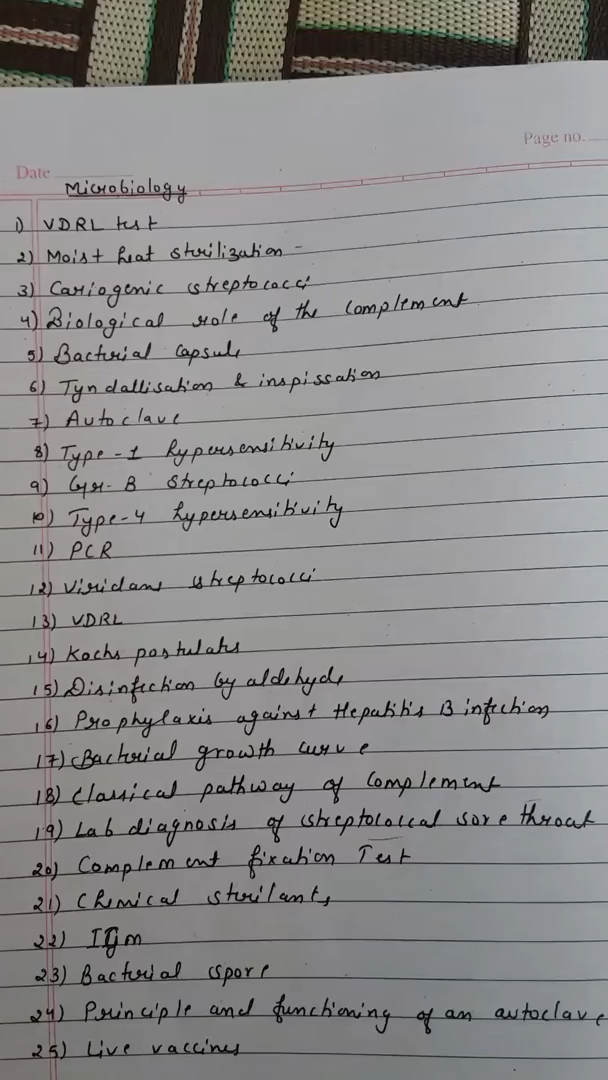 Page no.
Date
Microbiology
1) VDRL test
2) Moist heat sterilization -
3) Cariogenic streptococci
4) Biological role of the complement
5) Bacterial capsule
6) Tyndallisation & inspissation
7) Autoclave
8) Type - 1 hypersensitivity
9) Gr. B Streptococci
10) Type-4 hypersensitivity
11) PCR
12) Viridans streptococci
13) VDRL
14) Kochs postulates
15) Disinfection by aldehyde
16) Prophylaxis against Hepatitis B infection
17) Bacterial growth curve
18) Classical pathway of complement
19) Lab diagnosis of streptococcal sore throat
20) Complement fixation Test
21) Chemical sterilants
22) IgM
23) Bacterial spore
24) Principle and functioning of an autoclave
25) Live vaccines